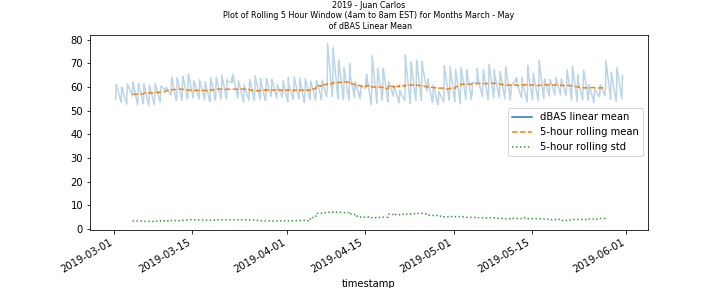 2019 - Juan Carlos
Plot of Rolling 5 Hour Window (4am to 8am EST) for Months March - May
of dBAS Linear Mean
80
70
60
50
40
30
20
10
0
dBAS linear mean
5-hour rolling mean
5-hour rolling std
2019-03-01
2019-03-15
2019-04-01
2019-04-15
2019-05-01
2019-05-15
2019-06-01
timestamp